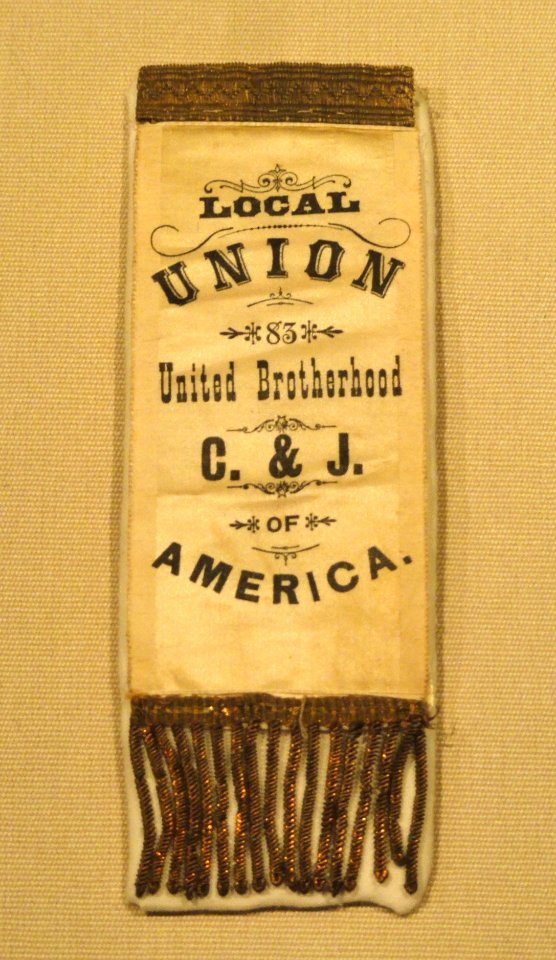 LOCAL
UNION
83
United Brotherhood
C. & J.
OF
AMERICA.